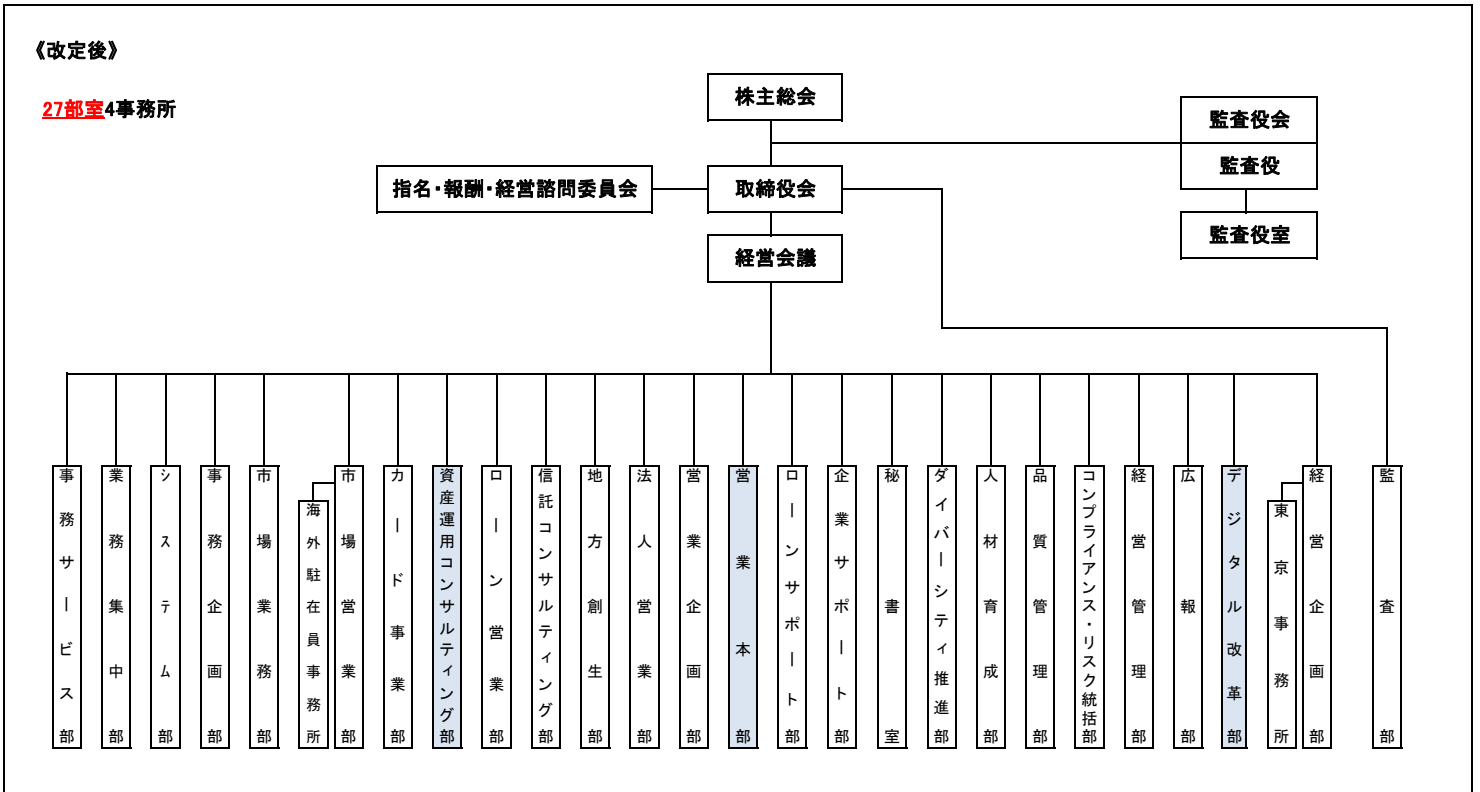 《改定後》
27部室4事務所
株主総会
監査役会
監査役
指名・報酬・経営諮問委員会
取締役会
監査役室
経営会議
事務サービス部
業務集中部
システム部
事務企画部
市場業務部
海外駐在員事務所
市場営業部
カード事業部
資産運用コンサルティング部
ローン営業部
信託コンサルティング部
地方創生部
法人営業部
営業企画部
営業本部
ローンサポート部
企業サポート部
秘書室
ダイバーシティ推進部
人材育成部
品質管理部
コンプライアンス・リスク統括部
経営管理部
広報部
デジタル改革部
東京事務所
経営企画部
監査部